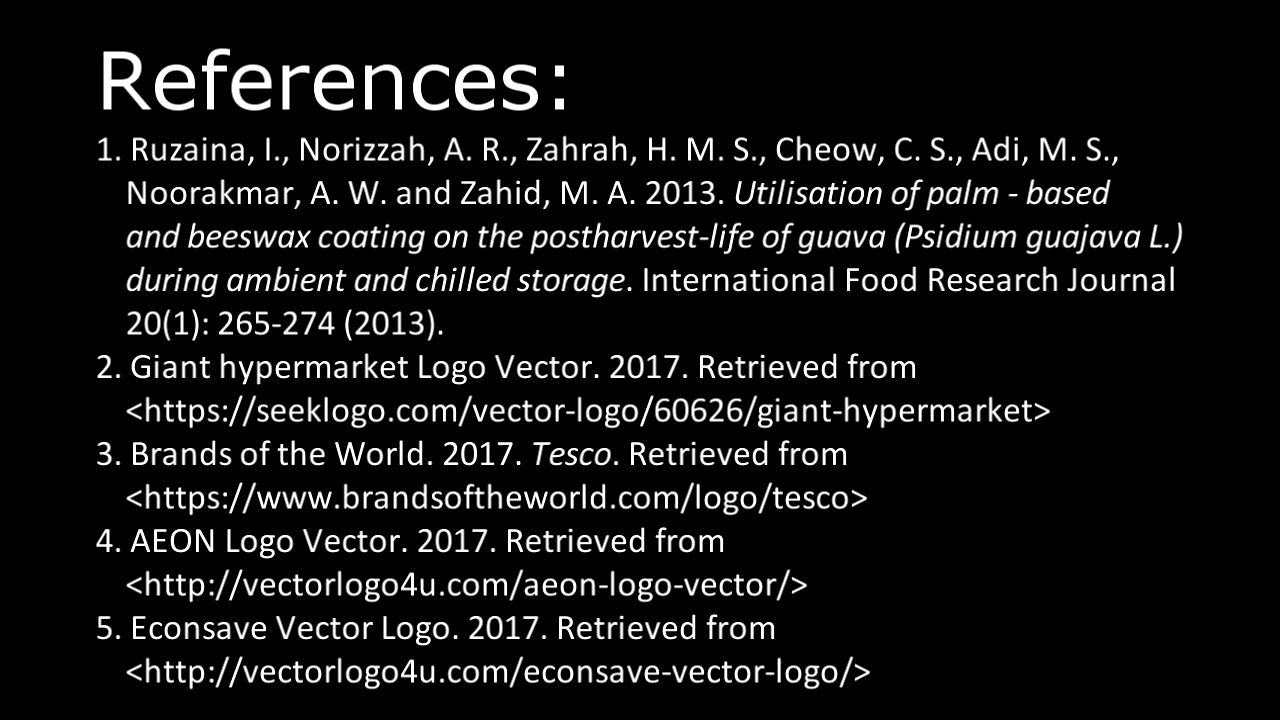 References:
1. Ruzaina, I., Norizzah, A. R., Zahrah, H. M. S., Cheow, C. S., Adi, M. S.,
Noorakmar, A. W. and Zahid, M. A. 2013. Utilisation of palm - based
and beeswax coating on the postharvest-life of guava (Psidium guajava L.)
during ambient and chilled storage. International Food Research Journal
20(1): 265-274 (2013).
2. Giant hypermarket Logo Vector. 2017. Retrieved from
<https://seeklogo.com/vector-logo/60626/giant-hypermarket>
3. Brands of the World. 2017. Tesco. Retrieved from
<https://www.brandsoftheworld.com/logo/tesco>
4. AEON Logo Vector. 2017. Retrieved from
<http://vectorlogo4u.com/aeon-logo-vector/>
5. Econsave Vector Logo. 2017. Retrieved from
<http://vectorlogo4u.com/econsave-vector-logo/>